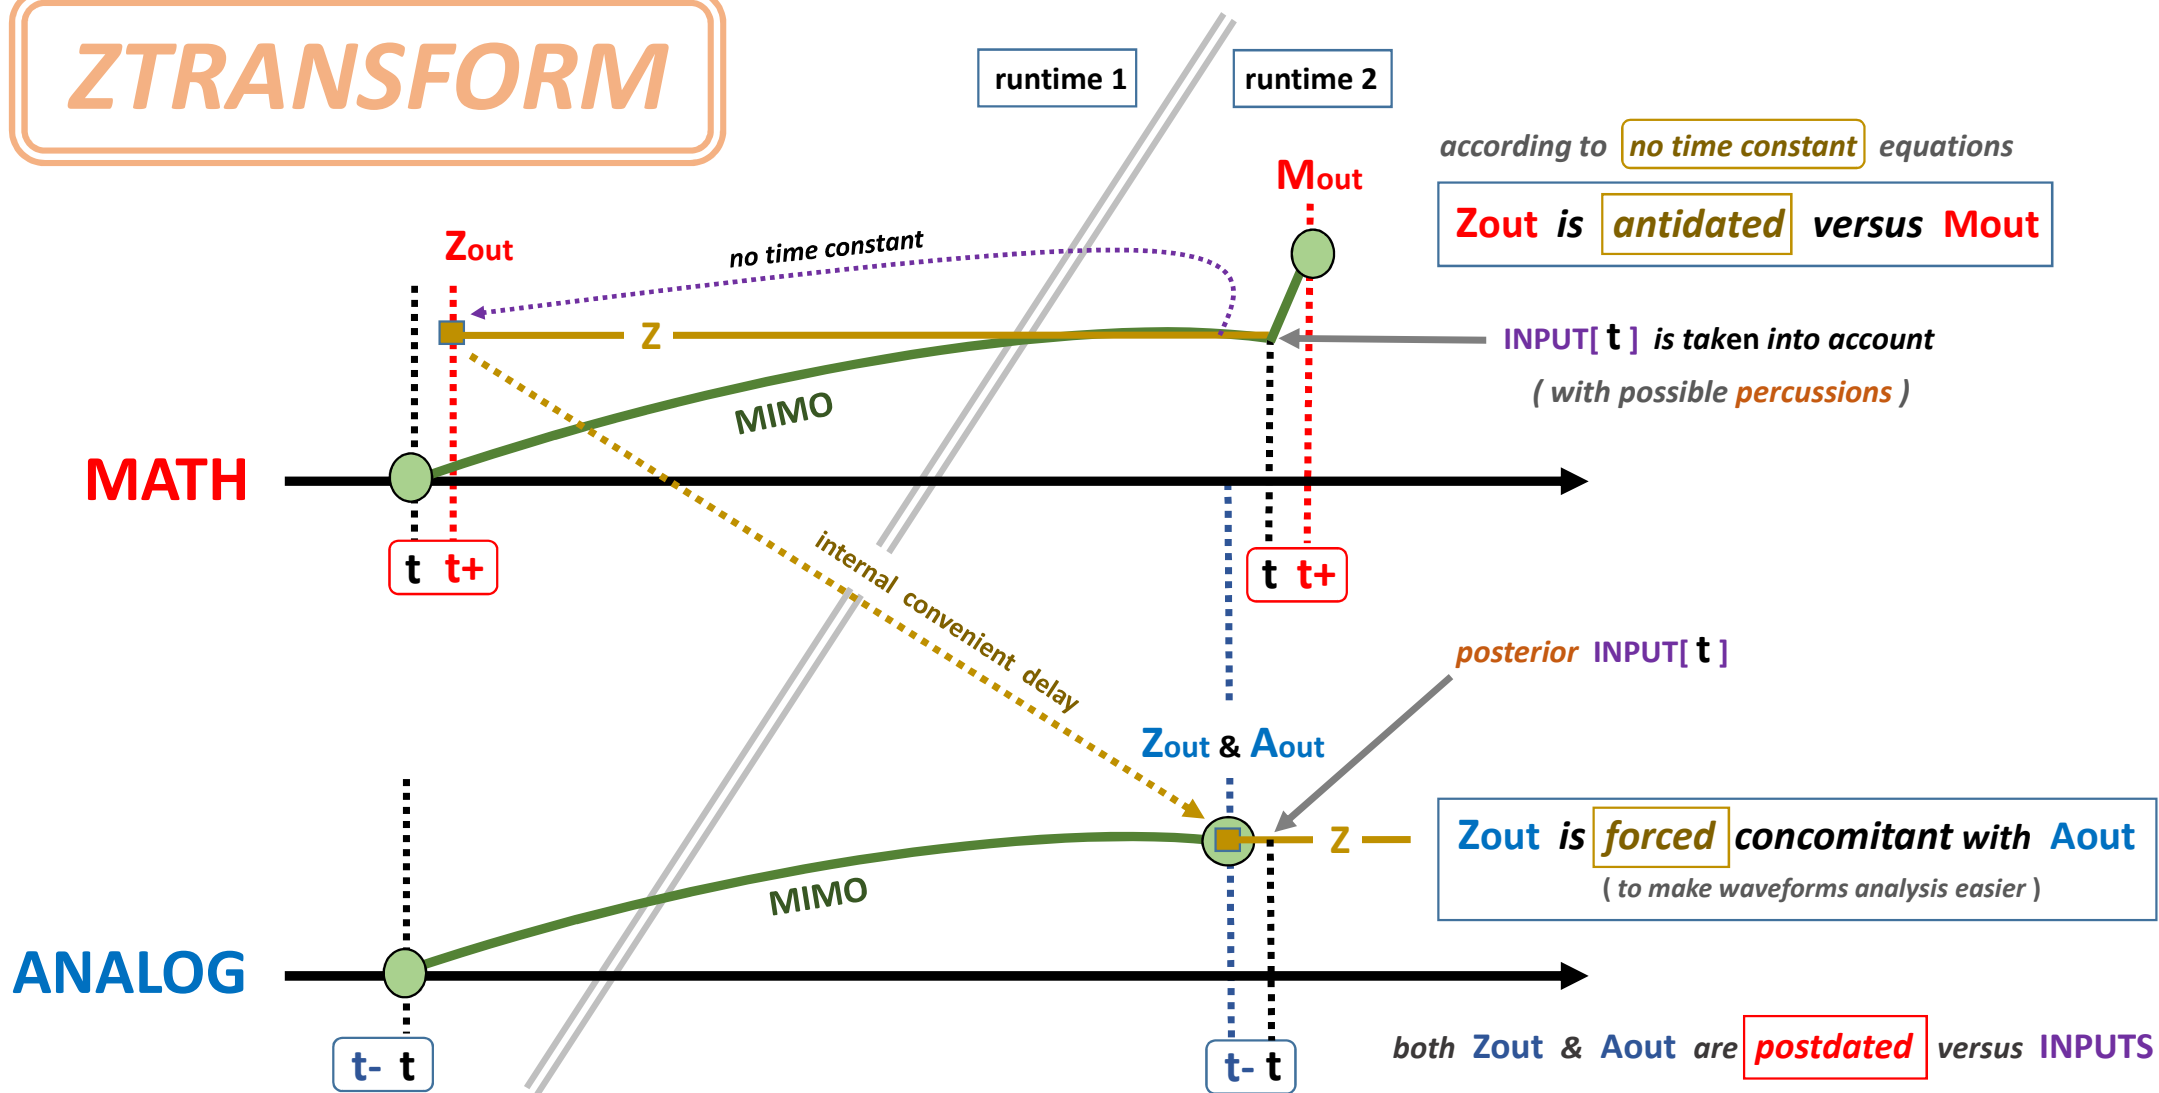 ZTRANSFORM
runtime 1
runtime 2
according to no time constant equations
Mout
Zout is antidated versus Mout
Zout
no time constant
Z
INPUT[ t ] is taken into account
( with possible percussions )
MIMO
MATH
t t+
t t+
internal convenient delay
posterior INPUT[ t ]
Zout & Aout
Z
Zout is forced concomitant with Aout
( to make waveforms analysis easier )
MIMO
ANALOG
t- t
t- t
both Zout & Aout are postdated versus INPUTS